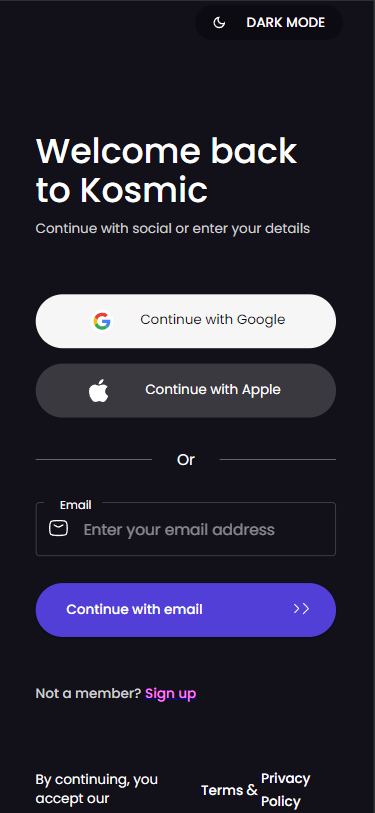 DARK MODE
Welcome back
to Kosmic
Continue with social or enter your details
Continue with Google
Continue with Apple
Or
Email
Enter your email address
Continue with email
Not a member? Sign up
By continuing, you
accept our
Terms & Privacy
Policy